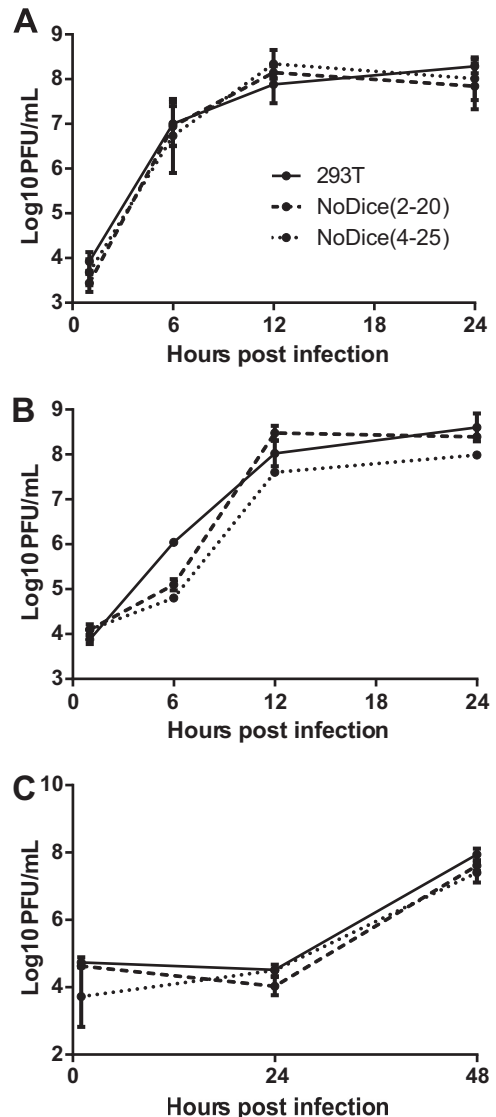 A
9
8
7
6
5
4
3
Log10 PFU/mL
293T
NoDice(2-20)
NoDice(4-25)
0 6 12 18 24
Hours post infection
B
9
8
7
6
5
4
3
Log10 PFU/mL
0 6 12 18 24
Hours post infection
C
10
8
6
4
2
Log10 PFU/mL
0 24 48
Hours post infection